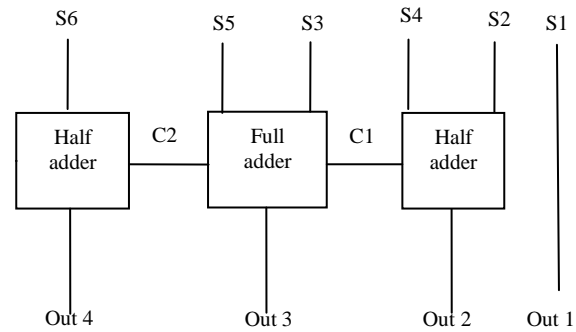 S6 S5 S3 S4 S2 S1
Half adder
C2
Full adder
C1
Half adder
Out 4 Out 3 Out 2 Out 1